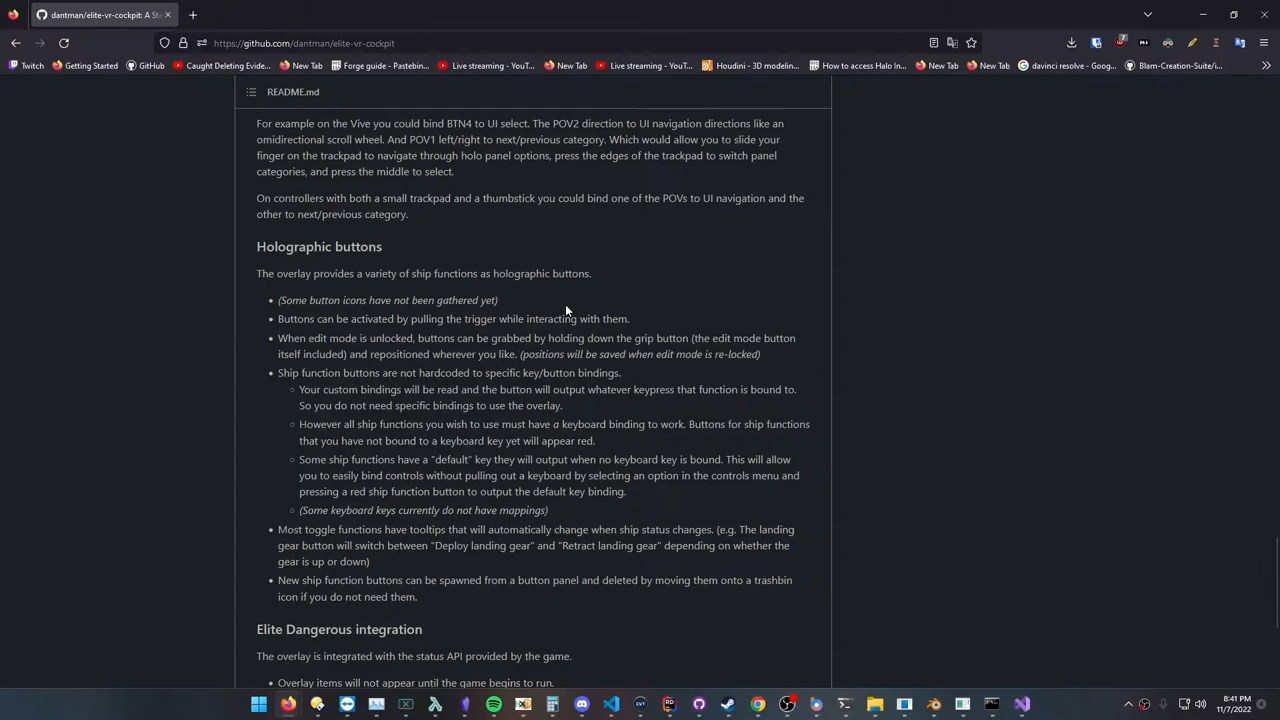 dantman/elite-vr-cockpit: A Ste
https://github.com/dantman/elite-vr-cockpit
7
Twitch
Getting Started
GitHub
Caught Deleting Evide...
New Tab
Forge guide - Pastebin...
Live streaming - YouT...
New Tab
Live streaming - YouT...
Houdini - 3D modelin...
How to access Halo In...
New Tab
New Tab
davinci resolve - Goog...
Blam-Creation-Suite/i...
README.md
For example on the Vive you could bind BTN4 to UI select. The POV2 direction to UI navigation directions like an
omidirectional scroll wheel. And POV1 left/right to next/previous category. Which would allow you to slide your
finger on the trackpad to navigate through holo panel options, press the edges of the trackpad to switch panel
categories, and press the middle to select.
On controllers with both a small trackpad and a thumbstick you could bind one of the POVs to UI navigation and the
other to next/previous category.
Holographic buttons
The overlay provides a variety of ship functions as holographic buttons.
(Some button icons have not been gathered yet)
Buttons can be activated by pulling the trigger while interacting with them.
When edit mode is unlocked, buttons can be grabbed by holding down the grip button (the edit mode button
itself included) and repositioned wherever you like. (positions will be saved when edit mode is re-locked)
Ship function buttons are not hardcoded to specific key/button bindings.
Your custom bindings will be read and the button will output whatever keypress that function is bound to.
So you do not need specific bindings to use the overlay.
However all ship functions you wish to use must have a keyboard binding to work. Buttons for ship functions
that you have not bound to a keyboard key yet will appear red.
Some ship functions have a "default" key they will output when no keyboard key is bound. This will allow
you to easily bind controls without pulling out a keyboard by selecting an option in the controls menu and
pressing a red ship function button to output the default key binding.
(Some keyboard keys currently do not have mappings)
Most toggle functions have tooltips that will automatically change when ship status changes. (e.g. The landing
gear button will switch between "Deploy landing gear" and "Retract landing gear" depending on whether the
gear is up or down)
New ship function buttons can be spawned from a button panel and deleted by moving them onto a trashbin
icon if you do not need them.
Elite Dangerous integration
The overlay is integrated with the status API provided by the game.
Overlay items will not appear until the game begins to run.
8:41 PM
11/7/2022